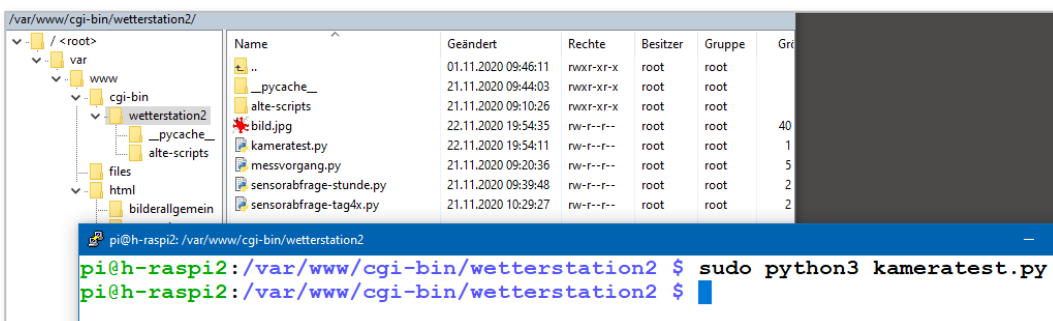 /var/www/cgi-bin/wetterstation2/
/ <root>
var
www
cgi-bin
wetterstation2
__pycache__
alte-scripts
files
html
bilderallgemein
Name Geändert Rechte Besitzer Gruppe Grö
.. 01.11.2020 09:46:11 rwxr-xr-x root root
__pycache__ 21.11.2020 09:44:03 rwxr-xr-x root root
alte-scripts 21.11.2020 09:10:26 rwxr-xr-x root root
bild.jpg 22.11.2020 19:54:35 rw-r--r-- root root 40
kameratest.py 22.11.2020 19:54:11 rw-r--r-- root root 1
messvorgang.py 21.11.2020 09:20:36 rw-r--r-- root root 5
sensorabfrage-stunde.py 21.11.2020 09:39:48 rw-r--r-- root root 2
sensorabfrage-tag4x.py 21.11.2020 10:29:27 rw-r--r-- root root 2
pi@h-raspi2: /var/www/cgi-bin/wetterstation2
pi@h-raspi2:/var/www/cgi-bin/wetterstation2 $ sudo python3 kameratest.py
pi@h-raspi2:/var/www/cgi-bin/wetterstation2 $